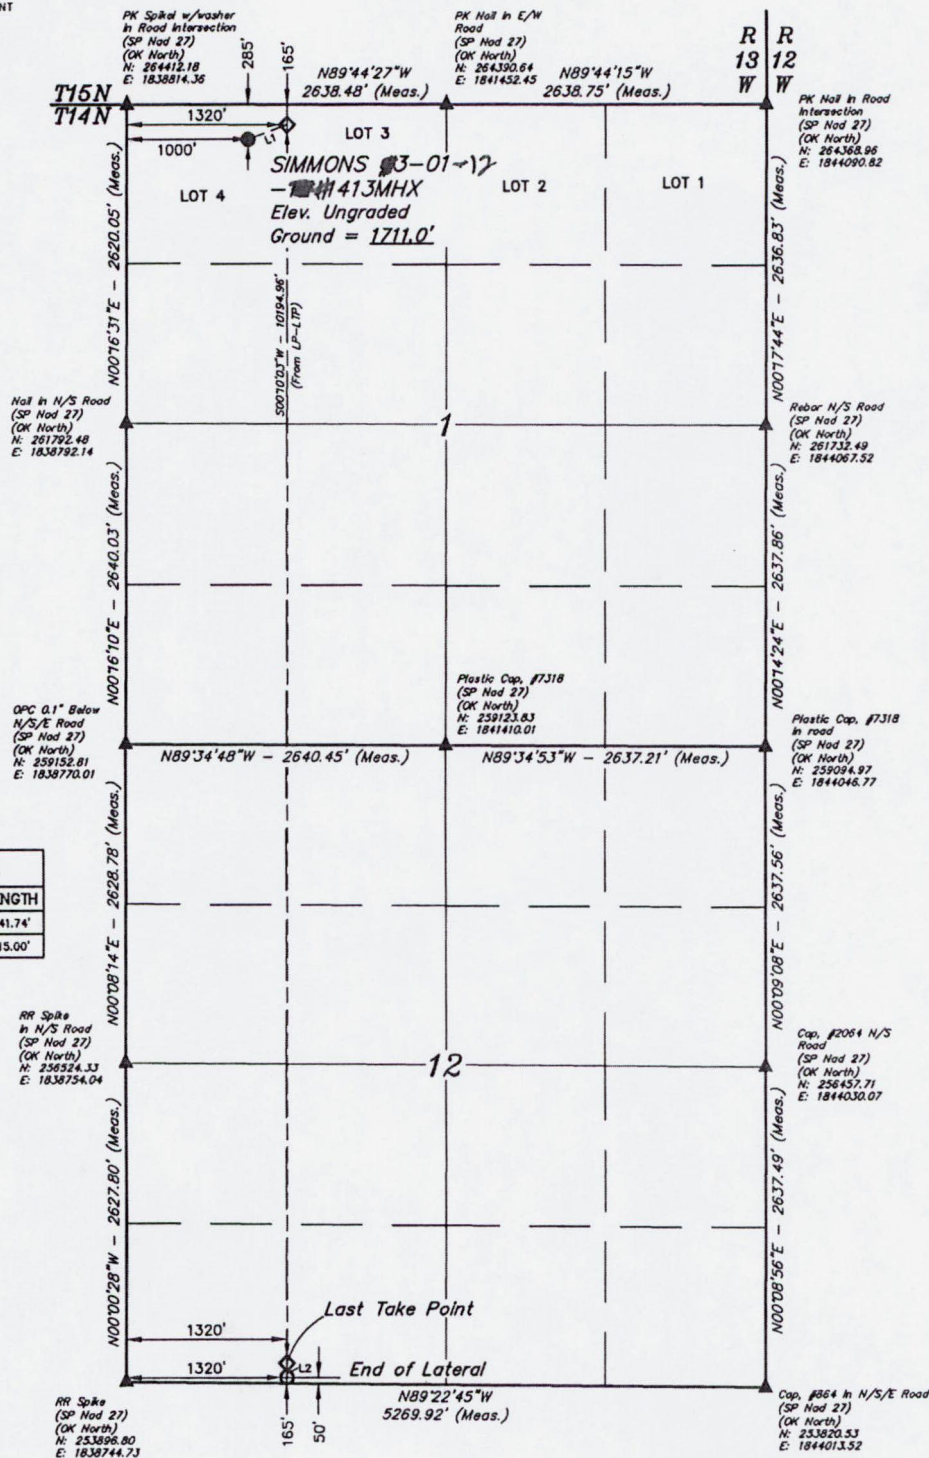 NT
PK Spike w/washer
in Road Intersection
(SP Nad 27)
(OK North)
N: 264412.18
E: 1838814.36
285'
165'
N89°44'27"W
2638.48' (Meas.)
PK Nail in E/W
Road
(SP Nad 27)
(OK North)
N: 264390.64
E: 1841452.45
N89°44'15"W
2638.75' (Meas.)
R
13
W
R
12
W
T15N
T14N
PK Nail in Road
Intersection
(SP Nad 27)
(OK North)
N: 264368.96
E: 1844090.82
1320'
1000'
L1
LOT 3
LOT 4
LOT 2
LOT 1
SIMMONS #3-01-12
1413MHX
Elev. Ungraded
Ground = 1711.0'
N00°16'31"E - 2620.05' (Meas.)
S00°10'03"W - 10194.96'
(From LP-LTP)
N00°17'44"E - 2636.83' (Meas.)
Nail in N/S Road
(SP Nad 27)
(OK North)
N: 261792.48
E: 1838792.14
1
Rebar N/S Road
(SP Nad 27)
(OK North)
N: 261732.49
E: 1844067.52
N00°16'10"E - 2640.03' (Meas.)
N00°14'24"E - 2637.86' (Meas.)
OPC 0.1" Below
N/S/E Road
(SP Nad 27)
(OK North)
N: 259152.81
E: 1838770.01
Plastic Cap, #7318
(SP Nad 27)
(OK North)
N: 259123.83
E: 1841410.01
Plastic Cap, #7318
in road
(SP Nad 27)
(OK North)
N: 259094.97
E: 1844046.77
N89°34'48"W - 2640.45' (Meas.)
N89°34'53"W - 2637.21' (Meas.)
NGTH
41.74'
15.00'
N00°08'14"E - 2628.78' (Meas.)
N00°09'08"E - 2637.56' (Meas.)
RR Spike
in N/S Road
(SP Nad 27)
(OK North)
N: 256524.33
E: 1838754.04
12
Cap, #2064 N/S
Road
(SP Nad 27)
(OK North)
N: 256457.71
E: 1844030.07
N00°00'28"W - 2627.80' (Meas.)
N00°08'56"E - 2637.49' (Meas.)
Last Take Point
1320'
1320'
L2
End of Lateral
165'
50'
N89°22'45"W
5269.92' (Meas.)
RR Spike
(SP Nad 27)
(OK North)
N: 253896.80
E: 1838744.73
Cap, #864 in N/S/E Road
(SP Nad 27)
(OK North)
N: 253820.53
E: 1844013.52